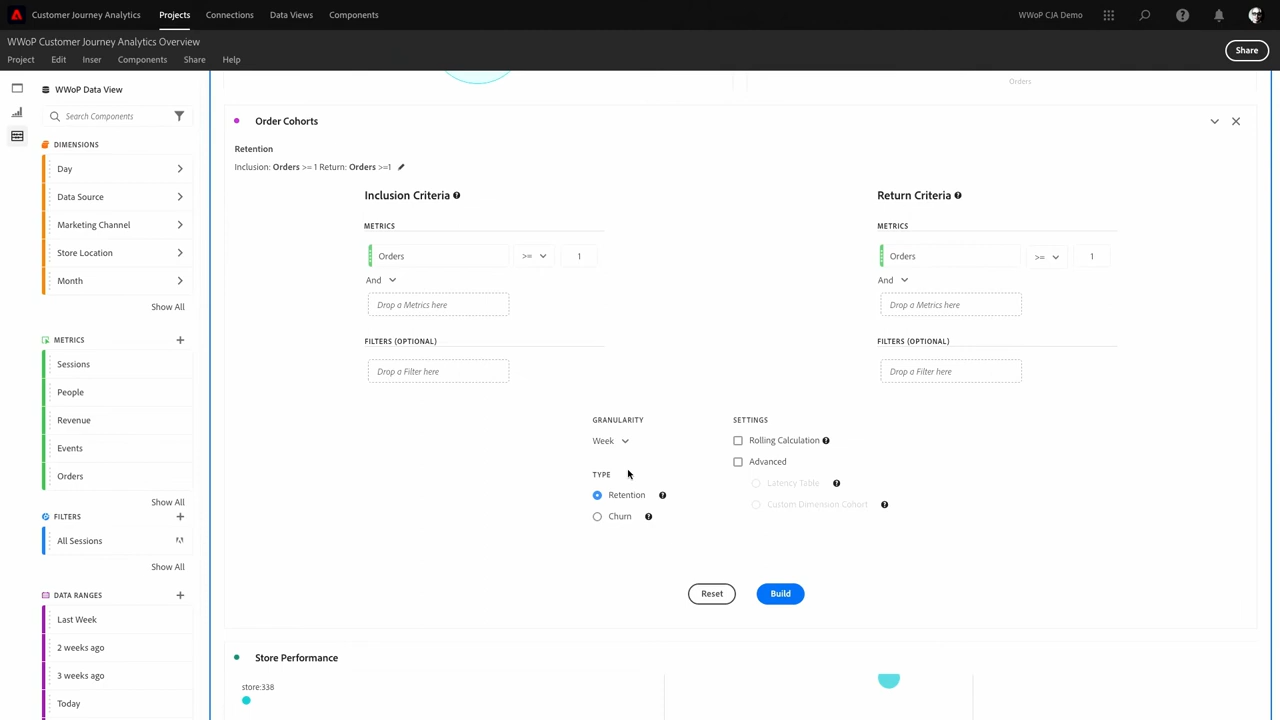 Customer Journey Analytics
Projects
Connections
Data Views
Components
WWoP CJA Demo
WWoP Customer Journey Analytics Overview
Project
Edit
Inser
Components
Share
Help
Share
WWoP Data View
Search Components
DIMENSIONS
Day
Data Source
Marketing Channel
Store Location
Month
Show All
METRICS
Sessions
People
Revenue
Events
Orders
Show All
FILTERS
All Sessions
Show All
DATA RANGES
Last Week
2 weeks ago
3 weeks ago
Today
Orders
Order Cohorts
Retention
Inclusion: Orders >= 1 Return: Orders >=1
Inclusion Criteria
METRICS
Orders >= 1
And
Drop a Metrics here
FILTERS (OPTIONAL)
Drop a Filter here
Return Criteria
METRICS
Orders >= 1
And
Drop a Metrics here
FILTERS (OPTIONAL)
Drop a Filter here
GRANULARITY
Week
TYPE
Retention
Churn
SETTINGS
Rolling Calculation
Advanced
Latency Table
Custom Dimension Cohort
Reset
Build
Store Performance
store:338